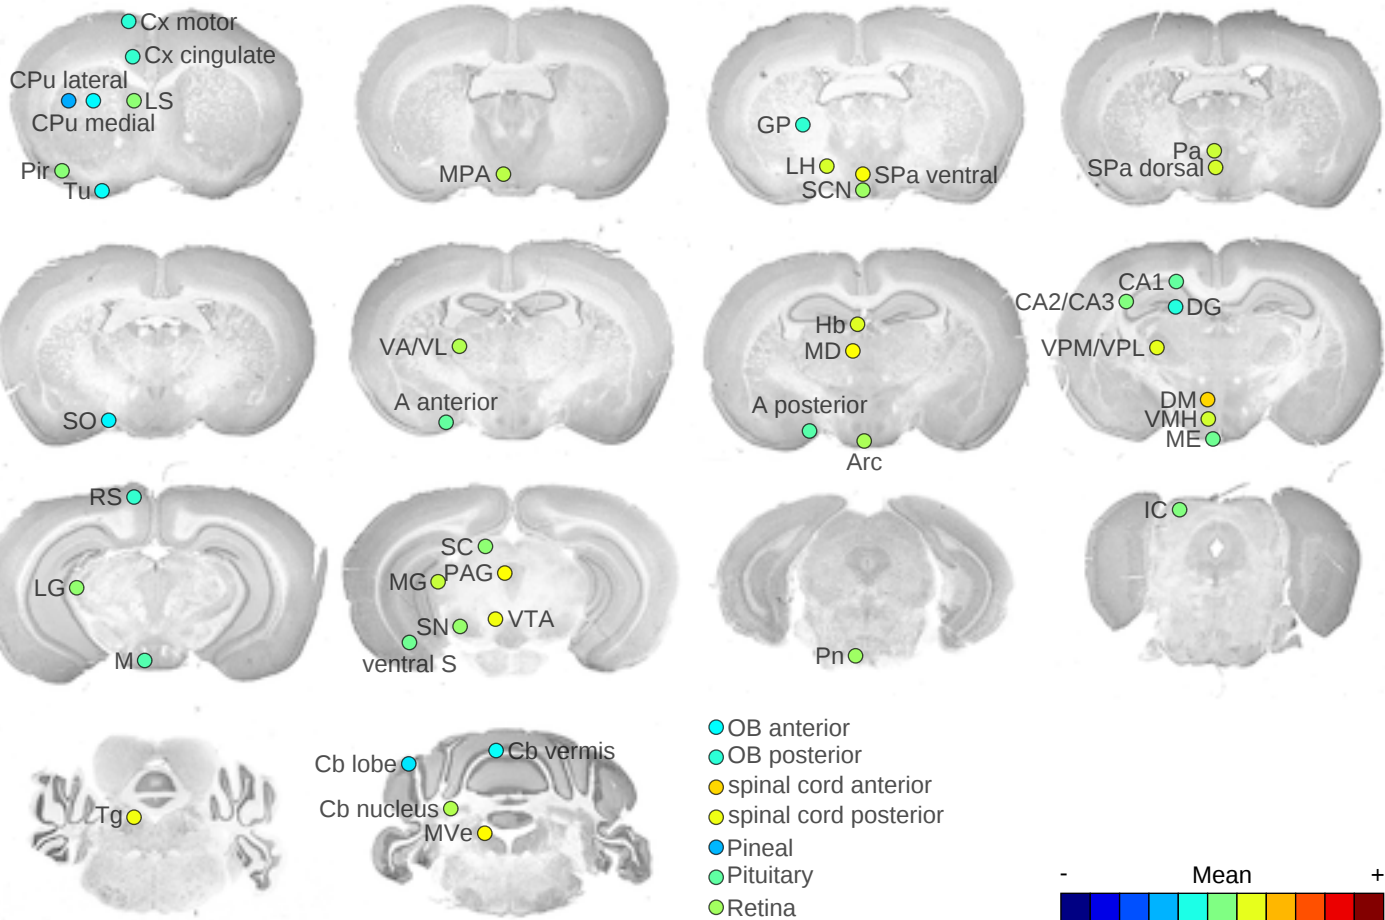 Cx motor
Cx cingulate
CPu lateral
LS
CPu medial
Pir
Tu
MPA
GP
LH
SPa ventral
SCN
Pa
SPa dorsal
SO
VA/VL
A anterior
Hb
MD
A posterior
Arc
CA1
CA2/CA3
DG
VPM/VPL
DM
VMH
ME
RS
LG
M
SC
MG
PAG
SN
VTA
ventral S
Pn
IC
Tg
Cb lobe
Cb vermis
Cb nucleus
MVe
OB anterior
OB posterior
spinal cord anterior
spinal cord posterior
Pineal
Pituitary
Retina
- Mean +